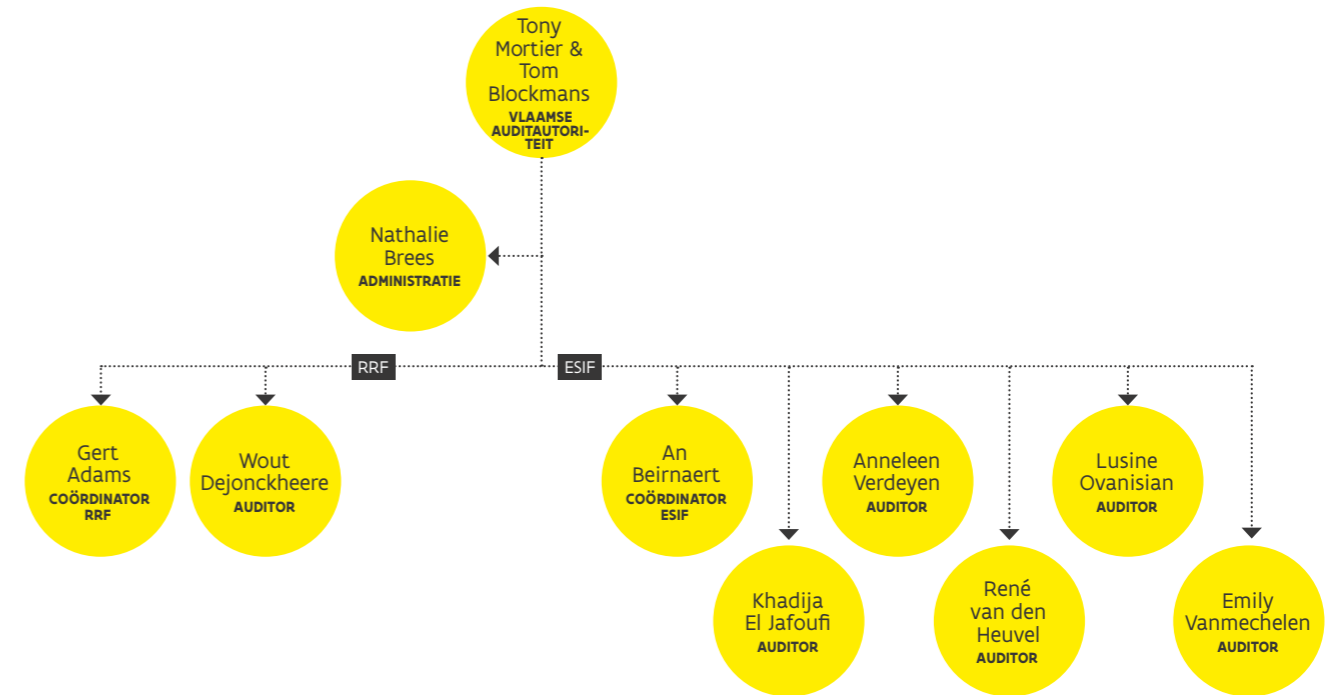 Tony
Mortier &
Tom
Blockmans
VLAAMSE
AUDITAUTORI-
TEIT
Nathalie
Brees
ADMINISTRATIE
RRF
ESIF
Gert
Adams
COÖRDINATOR
RRF
Wout
Dejonckheere
AUDITOR
An
Beirnaert
COÖRDINATOR
ESIF
Anneleen
Verdeyen
AUDITOR
Lusine
Ovanisian
AUDITOR
Khadija
El Jafoufi
AUDITOR
René
van den
Heuvel
AUDITOR
Emily
Vanmechelen
AUDITOR